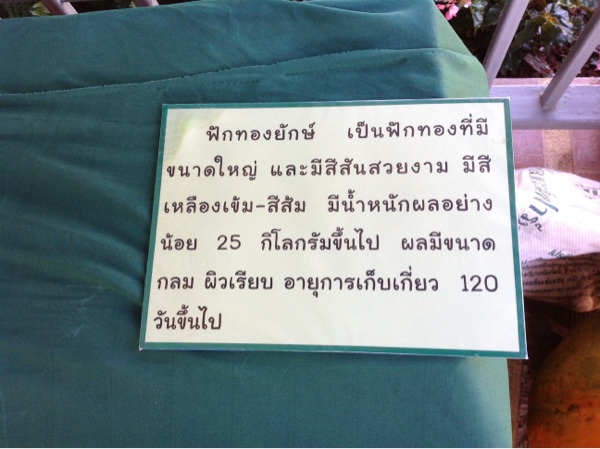 ฟักทองยักษ์ เป็นฟักทองที่มี
ขนาดใหญ่ และมีสีสันสวยงาม มีสี
เหลืองเข้ม-สีส้ม มีน้ำหนักผลอย่าง
น้อย 25 กิโลกรัมขึ้นไป ผลมีขนาด
กลม ผิวเรียบ อายุการเก็บเกี่ยว 120
วันขึ้นไป